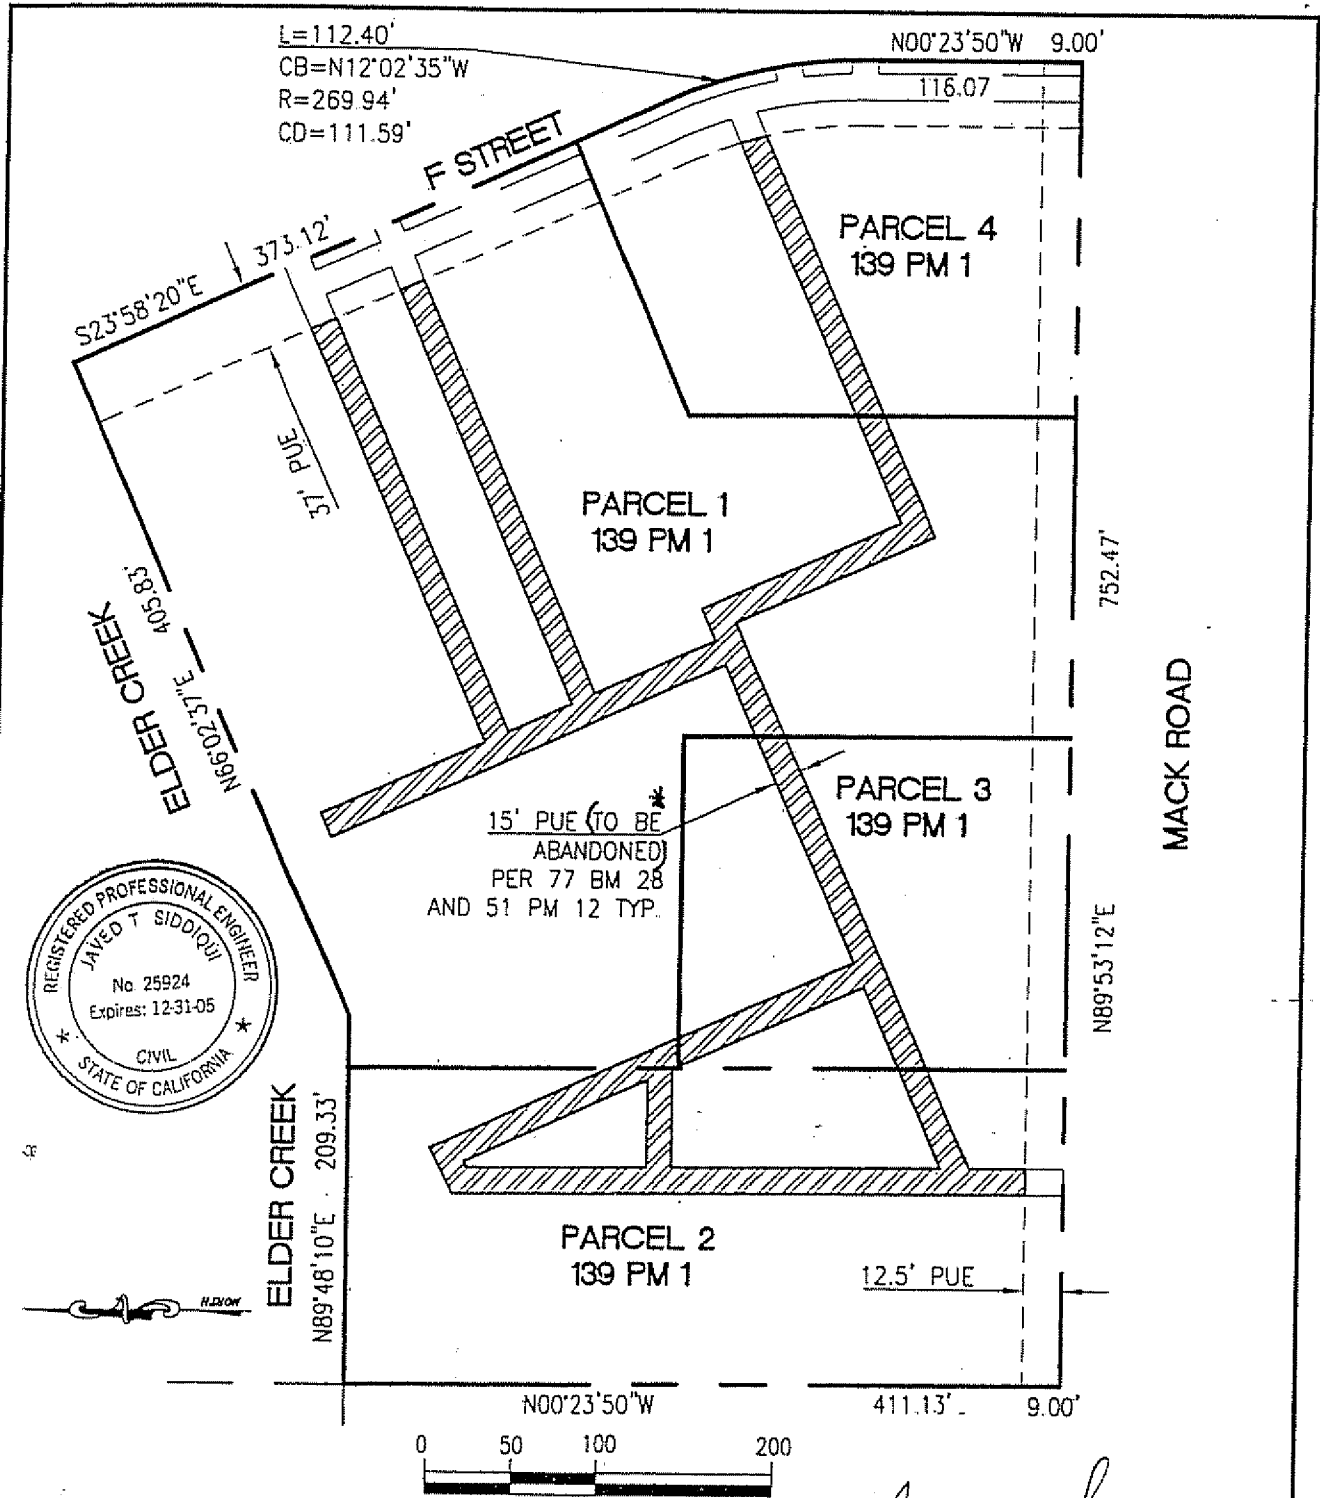 L=112.40'
CB=N12°02'35"W
R=269.94'
CD=111.59'
N00°23'50"W 9.00'
116.07
F STREET
373.12'
S23°58'20"E
PARCEL 4
139 PM 1
37' PUE
PARCEL 1
139 PM 1
405.83'
ELDER CREEK
N66°02'37"E
752.47'
MACK ROAD
PARCEL 3
139 PM 1
15' PUE (TO BE *
ABANDONED)
PER 77 BM 28
AND 51 PM 12 TYP.
N89°53'12"E
REGISTERED PROFESSIONAL ENGINEER
JAVED T SIDDIQUI
No. 25924
Expires: 12-31-05
CIVIL
STATE OF CALIFORNIA
ELDER CREEK
N89°48'10"E 209.33'
PARCEL 2
139 PM 1
12.5' PUE
NORTH
N00°23'50"W
411.13'
9.00'
0 50 100 200